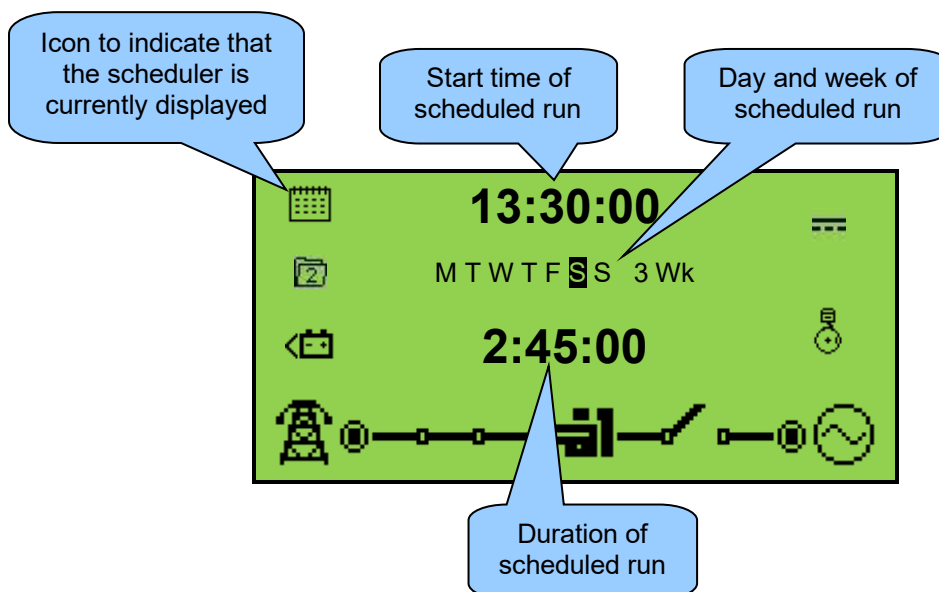 Icon to indicate that
the scheduler is
currently displayed
Start time of
scheduled run
Day and week of
scheduled run
13:30:00
2
M T W T F S S 3 Wk
2:45:00
Duration of
scheduled run